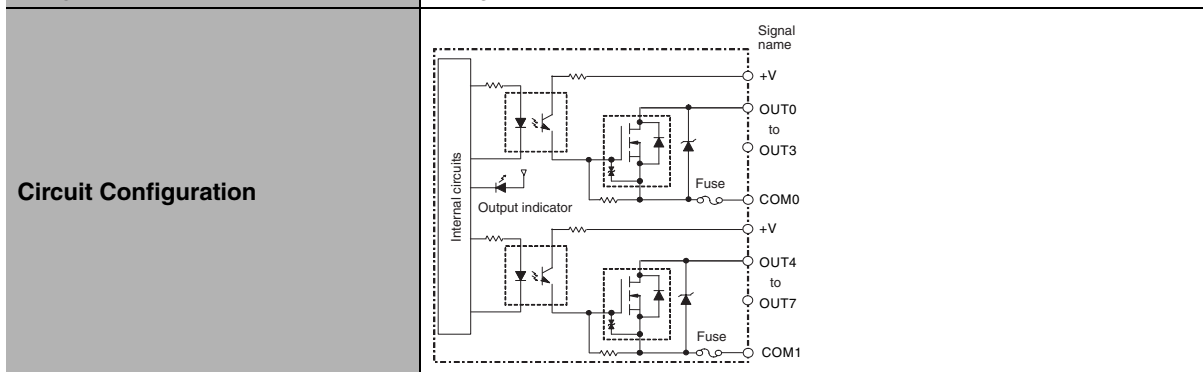 Circuit Configuration
Signal
name
Internal circuits
+V
OUT0
to
OUT3
Fuse
COM0
Output indicator
+V
OUT4
to
OUT7
Fuse
COM1